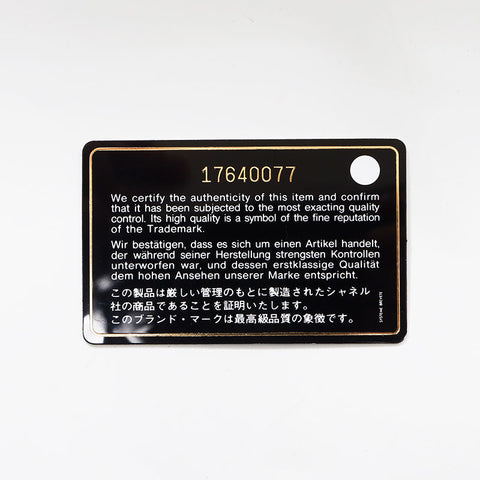 17640077
We certify the authenticity of this item and confirm
that it has been subjected to the most exacting quality
control. Its high quality is a symbol of the fine reputation
of the Trademark.
Wir bestätigen, dass es sich um einen Artikel handelt,
der während seiner Herstellung strengsten Kontrollen
unterworfen war, und dessen erstklassige Qualität
dem hohen Ansehen unserer Marke entspricht.
この製品は厳しい管理のもとに製造されたシャネル
社の商品であることを証明いたします。
このブランド・マークは最高級品質の象徴です。